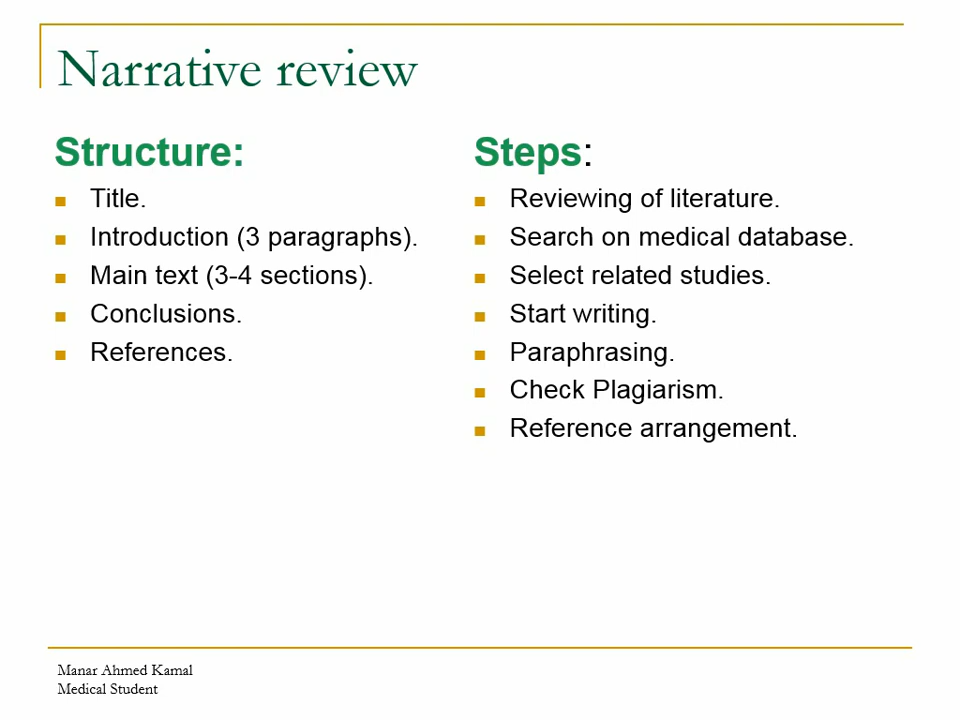 Narrative review
Structure:
Title.
Introduction (3 paragraphs).
Main text (3-4 sections).
Conclusions.
References.
Steps:
Reviewing of literature.
Search on medical database.
Select related studies.
Start writing.
Paraphrasing.
Check Plagiarism.
Reference arrangement.
Manar Ahmed Kamal
Medical Student